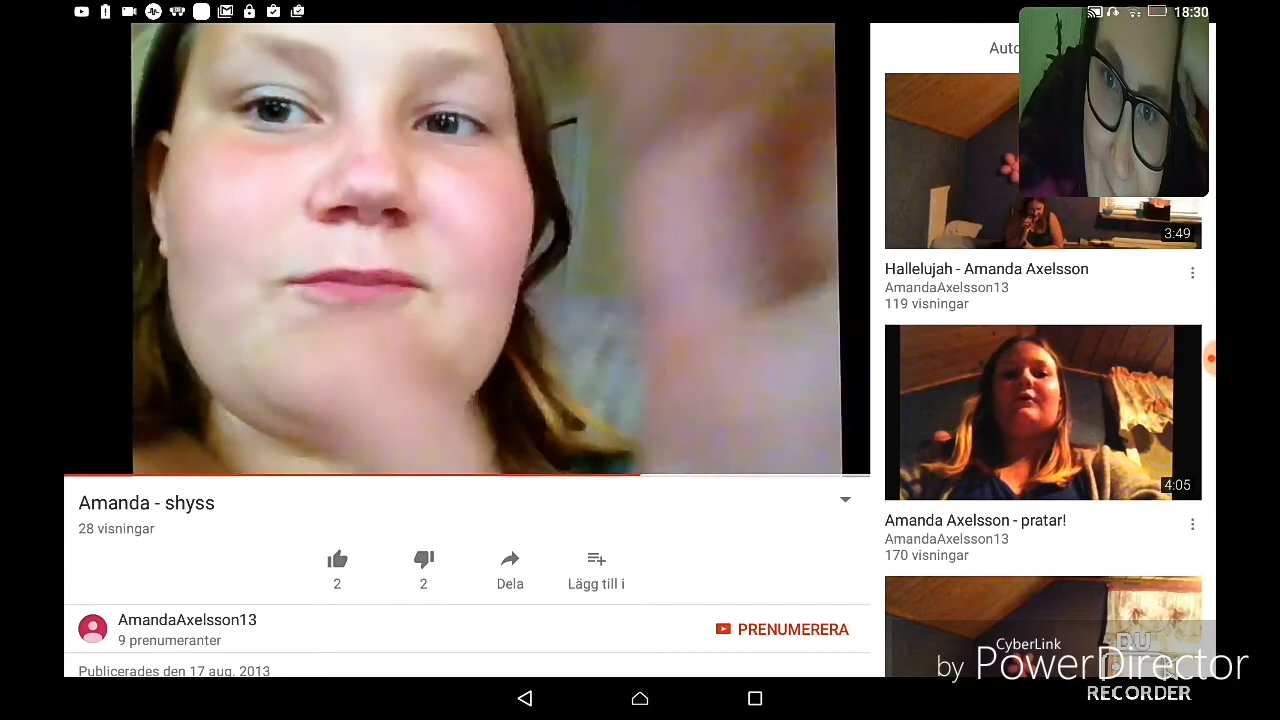 18:30
Auto
3:49
Hallelujah - Amanda Axelsson
AmandaAxelsson13
119 visningar
4:05
Amanda Axelsson - pratar!
AmandaAxelsson13
170 visningar
Amanda - shyss
28 visningar
2
2
Dela
Lägg till i
AmandaAxelsson13
9 prenumeranter
PRENUMERERA
Publicerades den 17 aug. 2013
CyberLink
by PowerDirector
DU
RECORDER